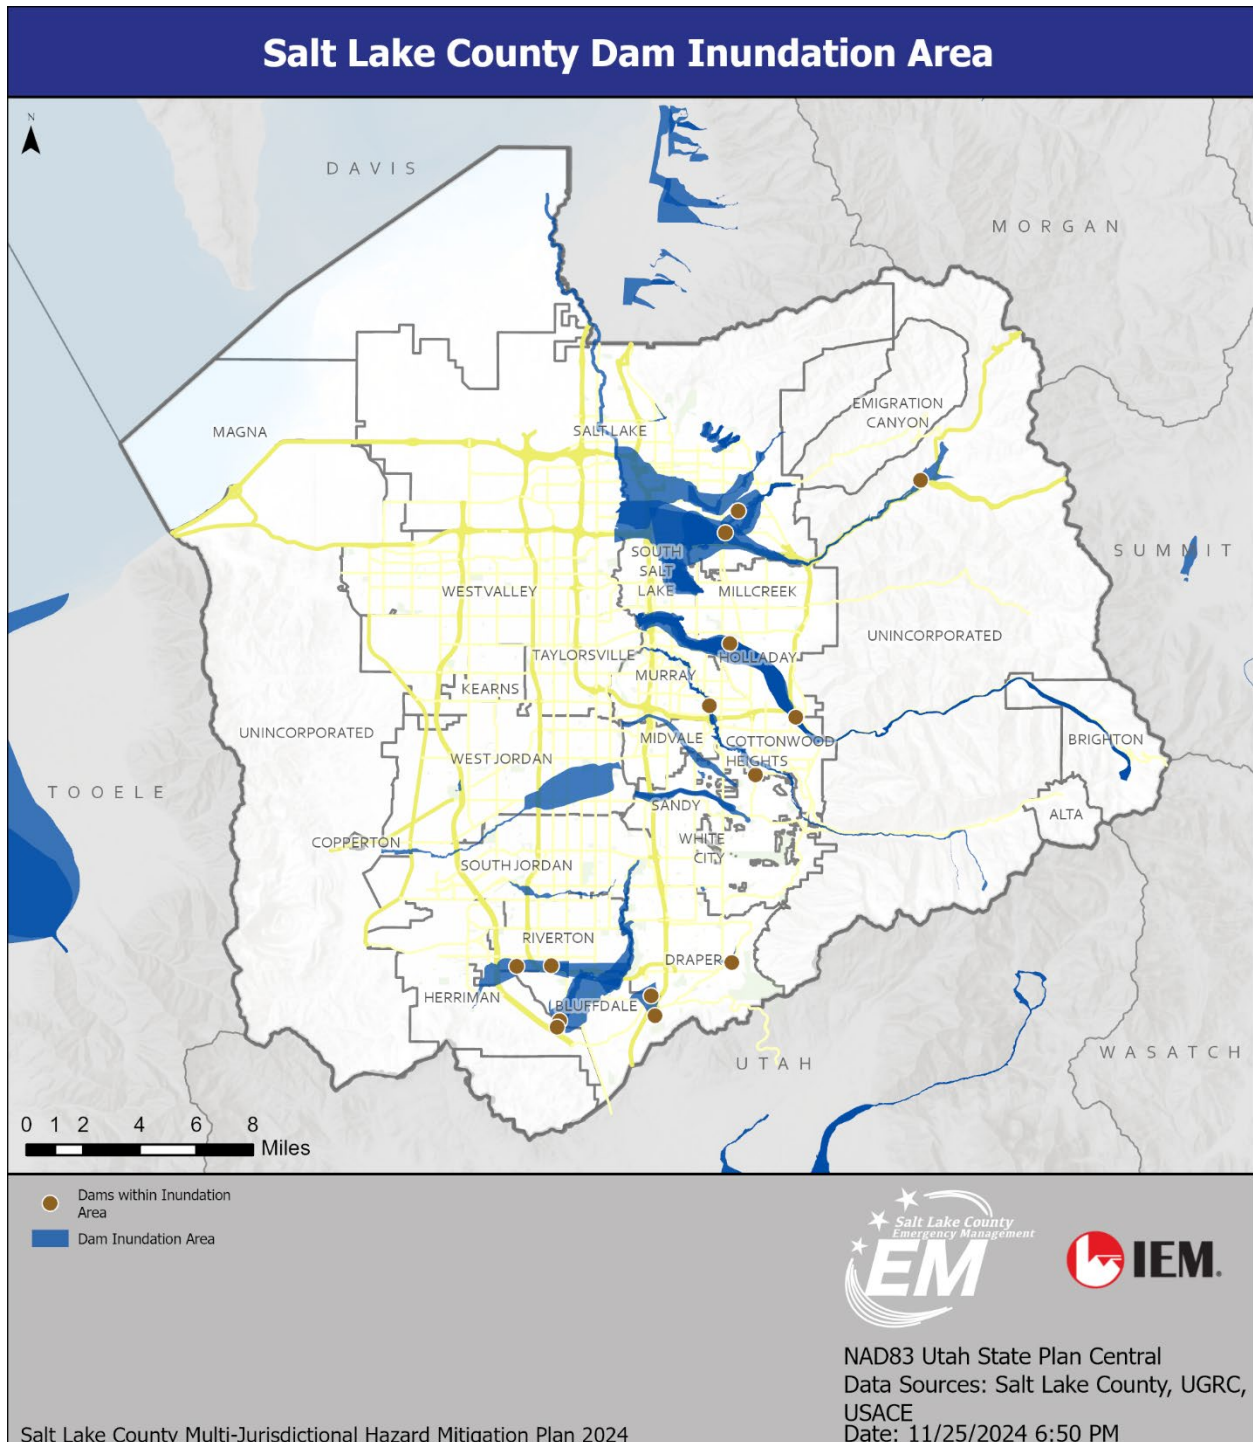 Salt Lake County Dam Inundation Area
N
DAVIS
MORGAN
EMIGRATION
CANYON
MAGNA
SALT LAKE
SUMMIT
SOUTH
SALT
LAKE
WEST VALLEY
MILLCREEK
UNINCORPORATED
TAYLORSVILLE
HOLLADAY
MURRAY
KEARNS
UNINCORPORATED
MIDVALE
COTTONWOOD
HEIGHTS
BRIGHTON
WEST JORDAN
TOOELE
SANDY
ALTA
COPPERTON
WHITE
CITY
SOUTH JORDAN
RIVERTON
DRAPER
HERRIMAN
BLUFFDALE
UTAH
WASATCH
0 1 2 4 6 8
Miles
Dams within Inundation
Area
Dam Inundation Area
Salt Lake County
Emergency Management
EM
IEM.
NAD83 Utah State Plan Central
Data Sources: Salt Lake County, UGRC,
USACE
Date: 11/25/2024 6:50 PM
Salt Lake County Multi-Jurisdictional Hazard Mitigation Plan 2024